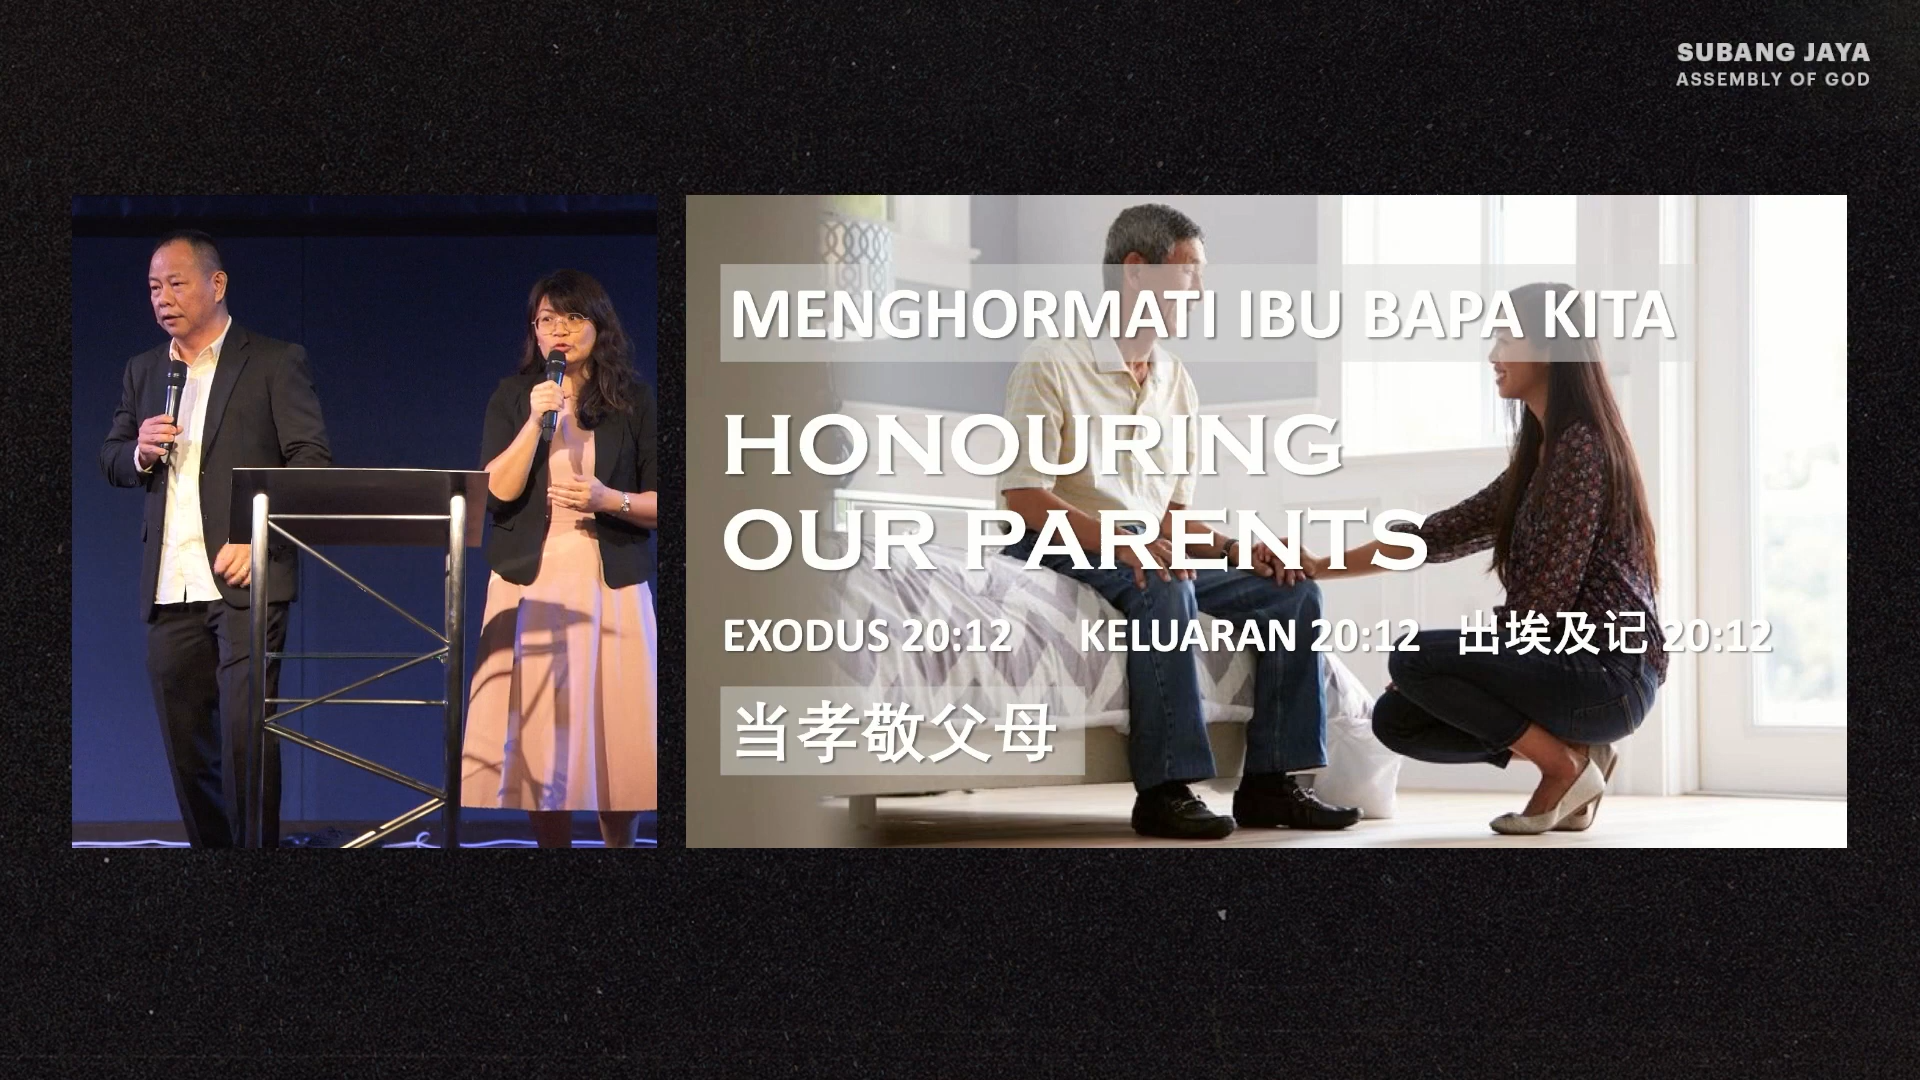 SUBANG JAYA
ASSEMBLY OF GOD
MENGHORMATI IBU BAPA KITA
HONOURING
OUR PARENTS
EXODUS 20:12 KELUARAN 20:12 出埃及记 20:12
当孝敬父母